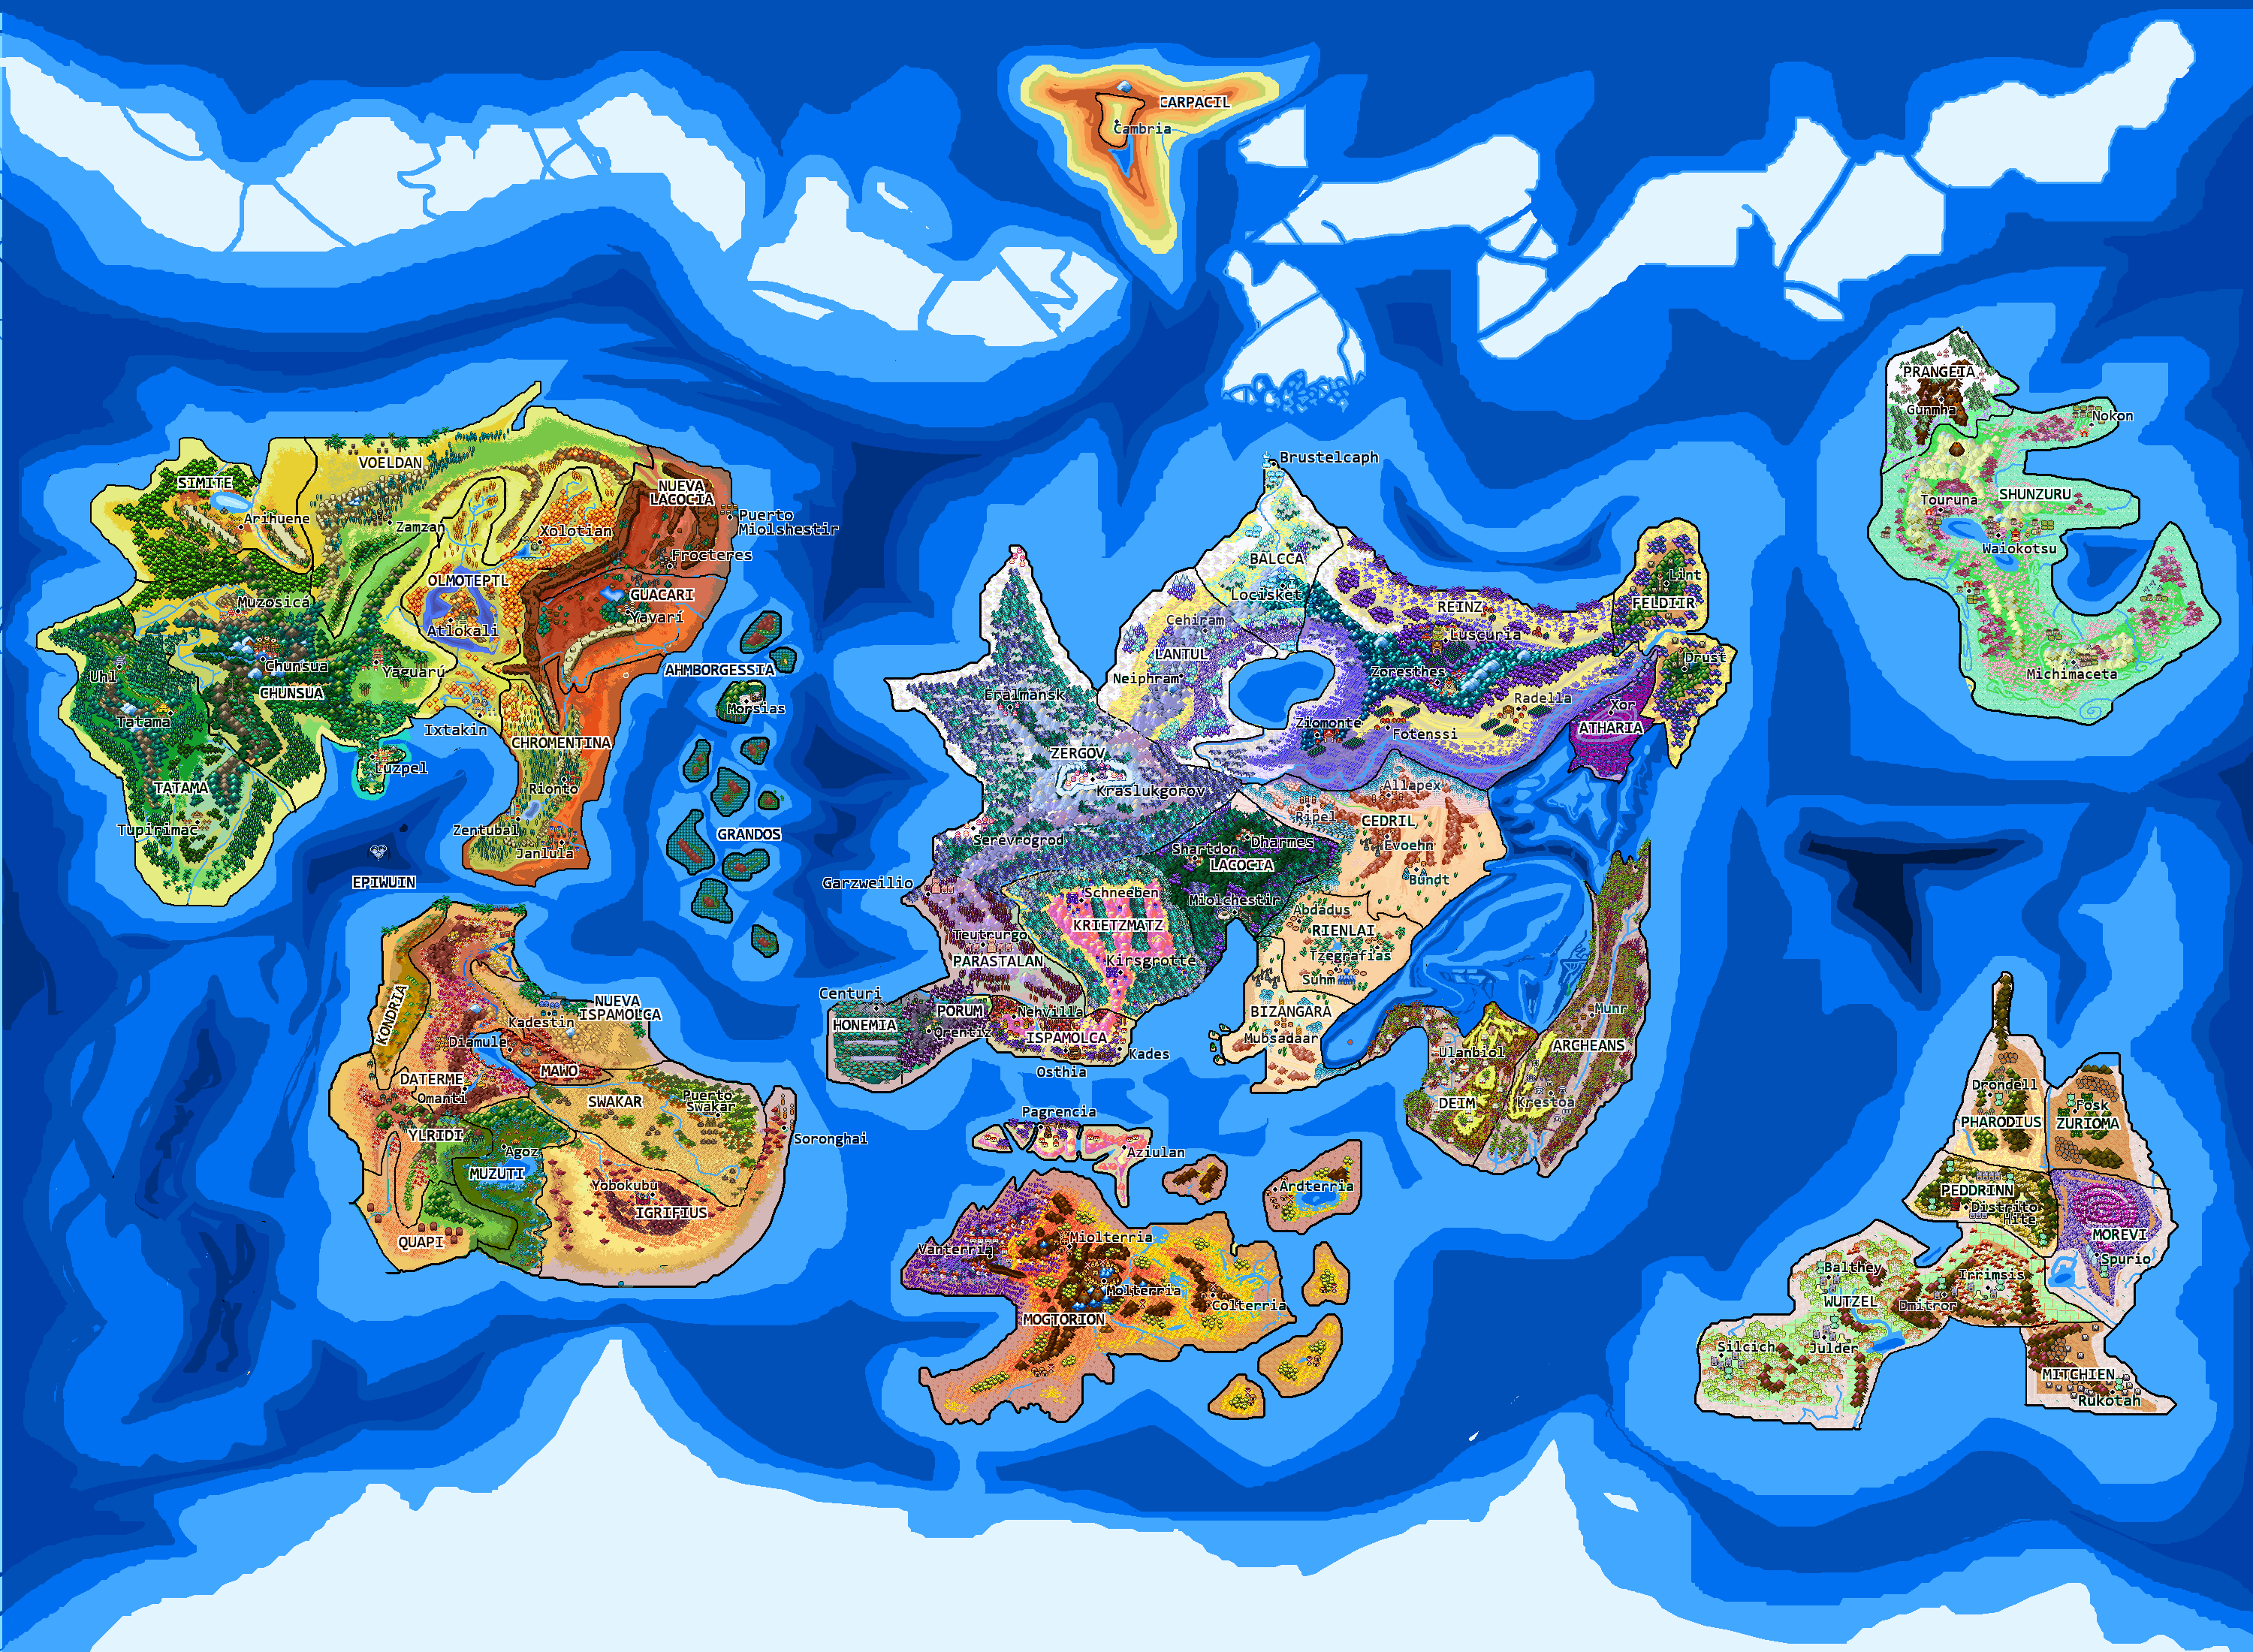 CARPACIL
Cambria
VOELDAN
SIMITE
Arihuene
Zamzan
Xolotlan
NUEVA
LACOCIA
Puerto
Miolshestir
Frocteres
OLMOTEPTL
GUACARI
Yavarí
Muzosica
Atlokali
Chunsua
Yaguarú
CHUNSUA
Uhl
Tatama
Ixtakin
CHROMENTINA
AHMBORGESSIA
Morsias
Luzpel
TATAMA
Rionto
Tupirimac
Zentubal
Janlula
GRANDOS
EPIWUIN
KONDRIA
NUEVA
ISPAMOLGA
Kadestin
Diamule
MAWO
DATERME
Omanti
SWAKAR
Puerto
Swakar
YLRIDI
Agoz
MUZUTI
Soronghai
Yobokubu
IGRIFIUS
QUAPI
Brustelcaph
BALCCA
Locisket
Cehiram
LANTUL
Neiphram
REINZ
Luscuria
Zoresthes
Radella
Ziomonte
Fotenssi
Lint
FELDIIR
Drust
Xor
ATHARIA
Eralmansk
ZERGOV
Kraslukgorov
Serevrogrod
Allapex
Ripel
CEDRIL
Evoehn
Bundt
Dharmes
Shartdon
LACOCIA
Miolchestir
Garzweilio
Schneeben
KRIETZMATZ
Kirsgrotte
Teutrurgo
PARASTALAN
Abdadus
RIENLAI
Tzegrafias
Suhm
Centuri
HONEMIA
PORUM
Orentiz
Nehvilla
ISPAMOLCA
Kades
Osthia
BIZANGARA
Mubsadaar
Munr
ARCHEANS
Ulanbiol
DEIM
Krestoa
Pagrencia
Aziulan
Ardterria
Vanterria
Miolterria
Molterria
Colterria
MOGTORION
PRANGEIA
Gunmha
Nokon
Touruna
SHUNZURU
Waiokotsu
Michimaceta
Drondell
PHARODIUS
Fosk
ZURIOMA
PEDDRINN
Distrito
Hite
MOREVI
Spurio
Balthey
Irrimsis
WUTZEL
Dmitror
Silcich
Julder
MITCHIEN
Rukotah